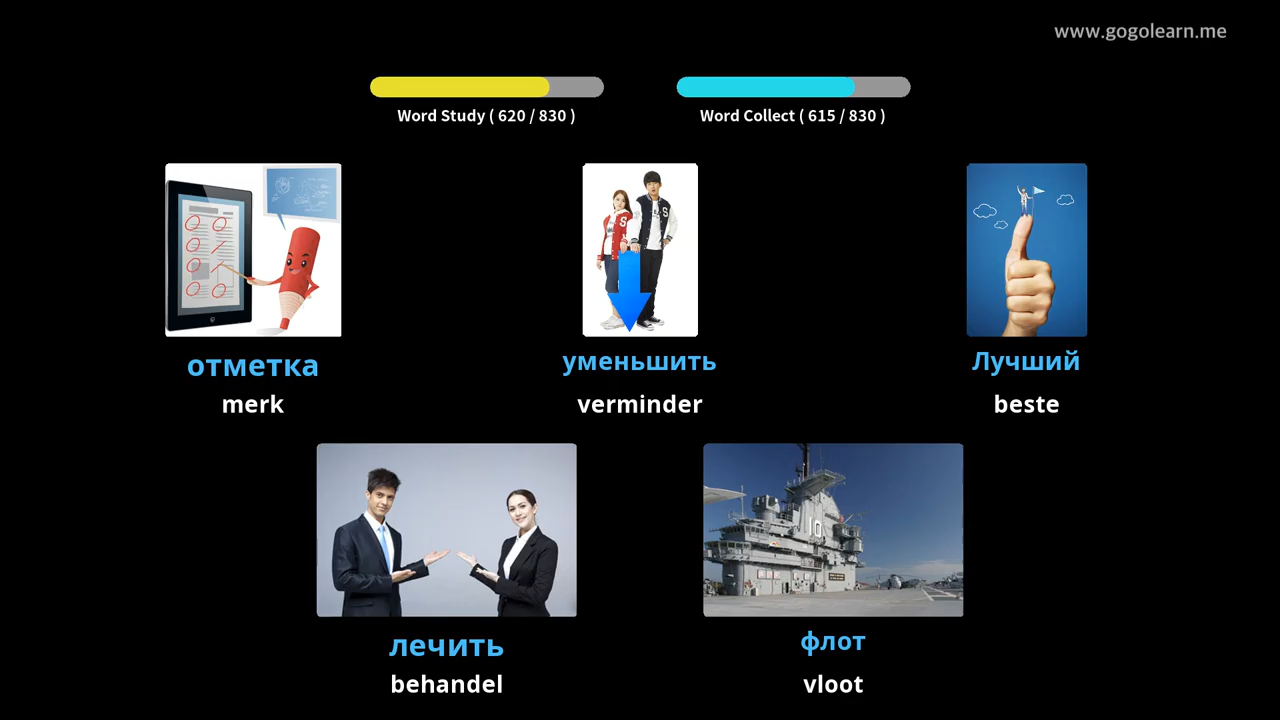 www.gogolearn.me
Word Study ( 620 / 830 )
Word Collect ( 615 / 830 )
отметка
merk
уменьшить
verminder
Лучший
beste
лечить
behandel
флот
vloot